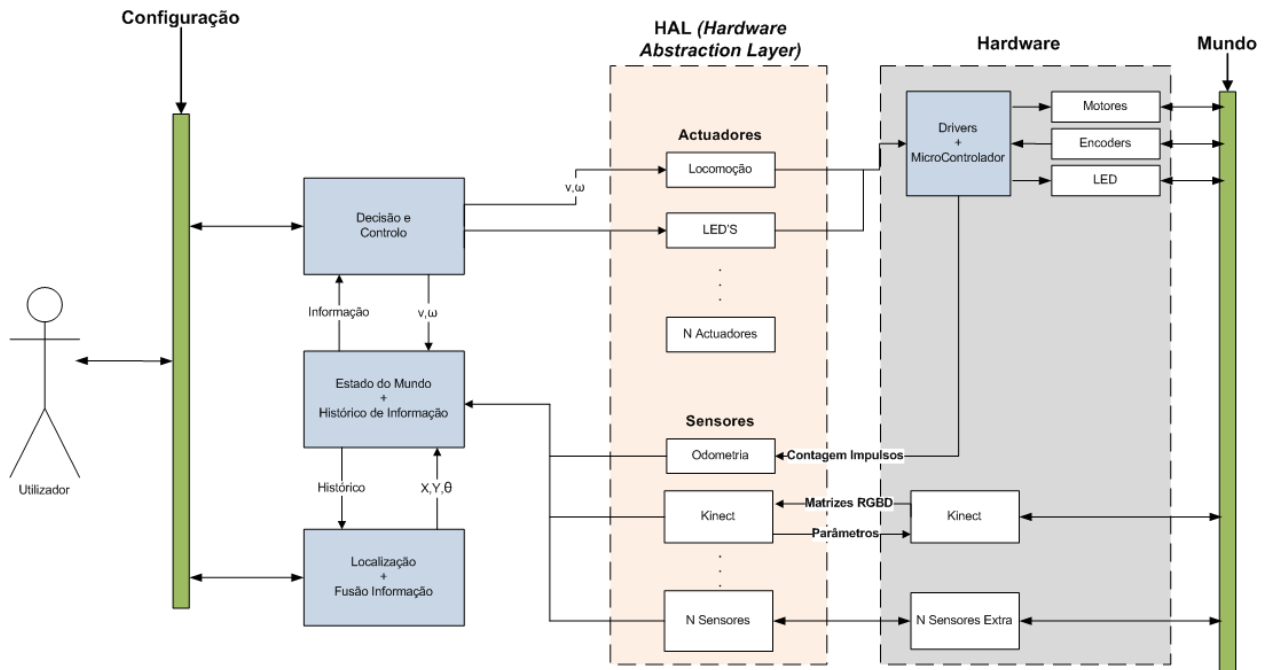 Configuração
HAL (Hardware
Abstraction Layer)
Hardware
Mundo
Actuadores
Locomoção
LED'S
.
.
.
N Actuadores
Drivers
+
MicroControlador
Motores
Encoders
LED
v,ω
Decisão e
Controlo
Informação
v,ω
Estado do Mundo
+
Histórico de Informação
Histórico
X,Y,θ
Localização
+
Fusão Informação
Utilizador
Sensores
Odometria
Contagem Impulsos
Kinect
Matrizes RGBD
Parâmetros
Kinect
.
.
.
N Sensores
N Sensores Extra